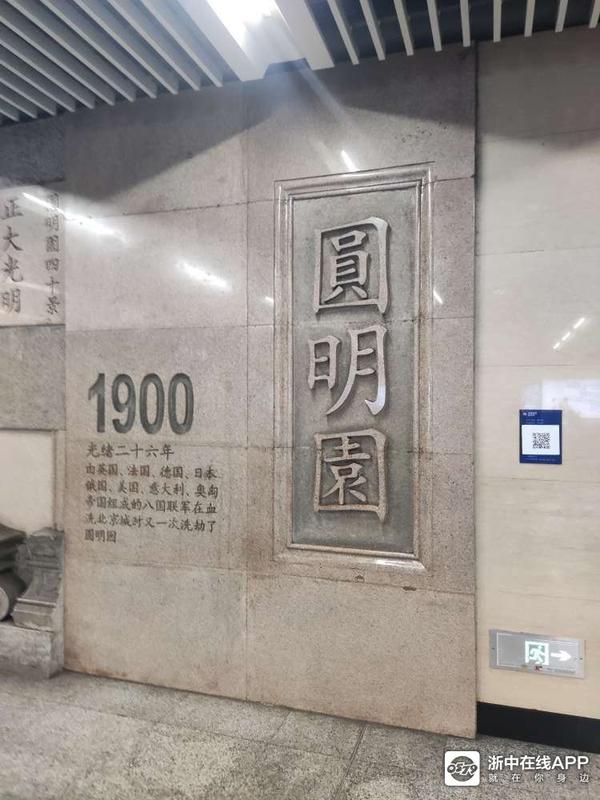 圓明園四十景
正大光明
圓明園
1900
光绪二十六年
由英国、法国、德国、日本
俄国、美国、意大利、奥匈
帝国组成的八国联军在血
洗北京城时又一次洗劫了
圆明园
浙中在线APP
就在你身边